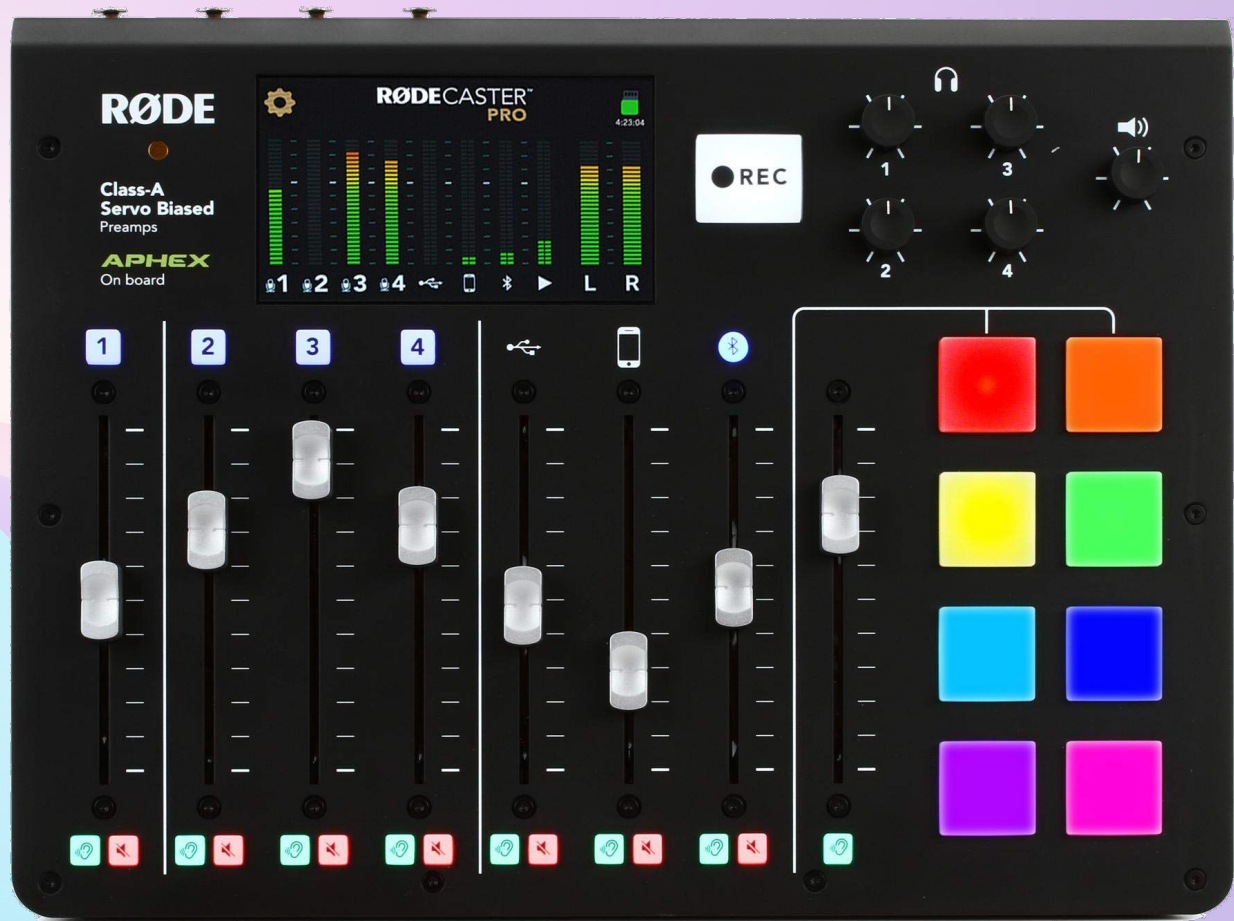 RØDE
Class-A
Servo Biased
Preamps
APHEX
On board
RØDECASTER™
PRO
4:23:04
1 2 3 4 L R
REC
1
3
2
4
1
2
3
4